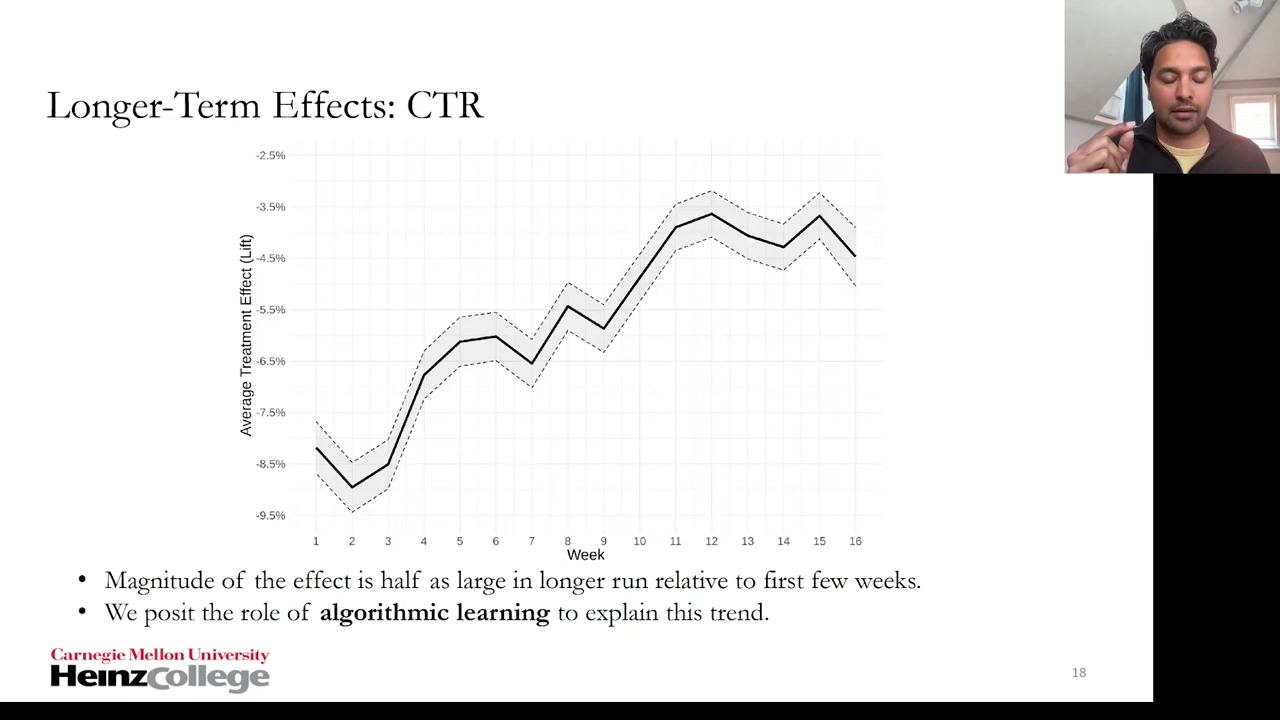 Longer-Term Effects: CTR
-2.5%
-3.5%
-4.5%
-5.5%
-6.5%
-7.5%
-8.5%
-9.5%
Average Treatment Effect (Lift)
1 2 3 4 5 6 7 8 9 10 11 12 13 14 15 16
Week
• Magnitude of the effect is half as large in longer run relative to first few weeks.
• We posit the role of algorithmic learning to explain this trend.
Carnegie Mellon University
HeinzCollege
18